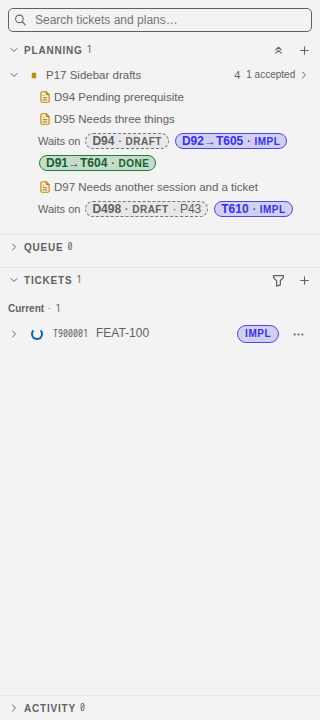 Search tickets and plans…
PLANNING 1
P17 Sidebar drafts 4 1 accepted
D94 Pending prerequisite
D95 Needs three things
Waits on D94 · DRAFT D92→T605 · IMPL
D91→T604 · DONE
D97 Needs another session and a ticket
Waits on D498 · DRAFT · P43 T610 · IMPL
QUEUE 0
TICKETS 1
Current · 1
T900001 FEAT-100 IMPL
ACTIVITY 0